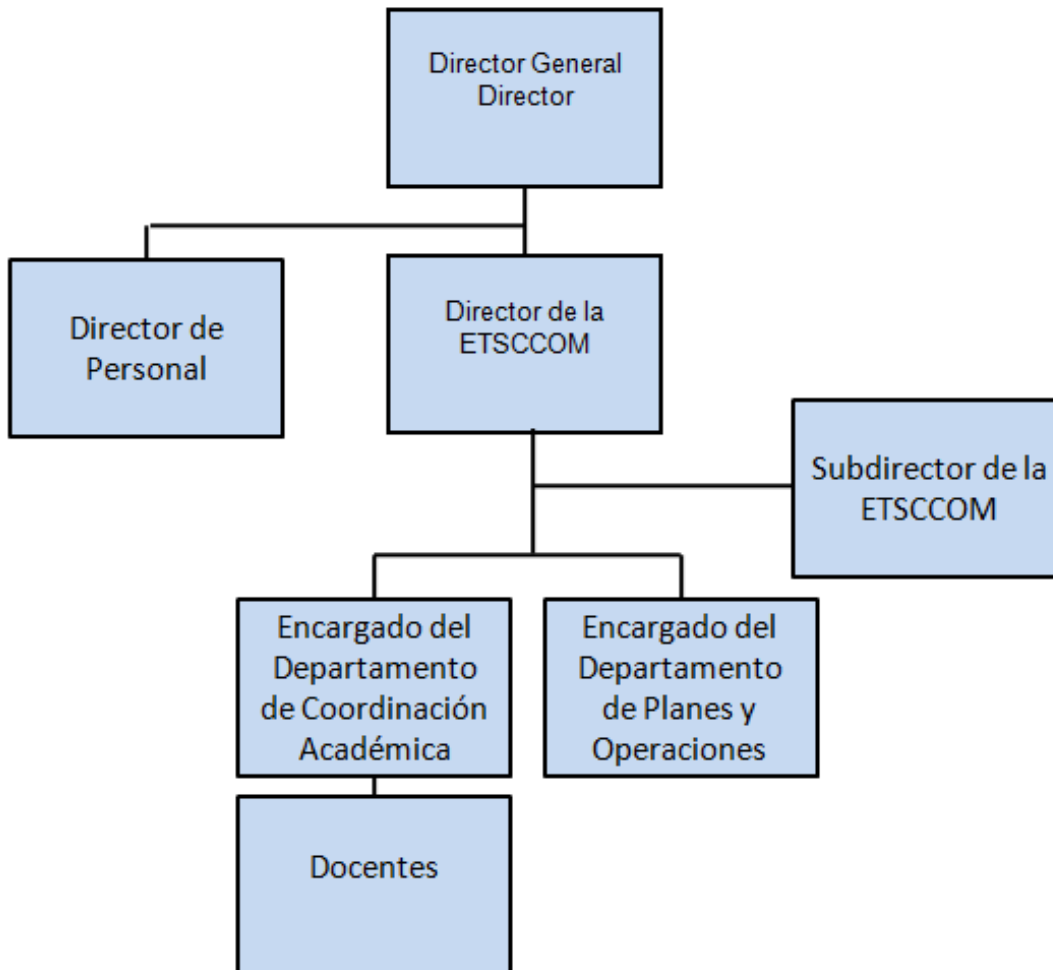 Director General
Director
Director de
Personal
Director de la
ETSCCOM
Subdirector de la
ETSCCOM
Encargado del
Departamento
de Coordinación
Académica
Encargado del
Departamento
de Planes y
Operaciones
Docentes